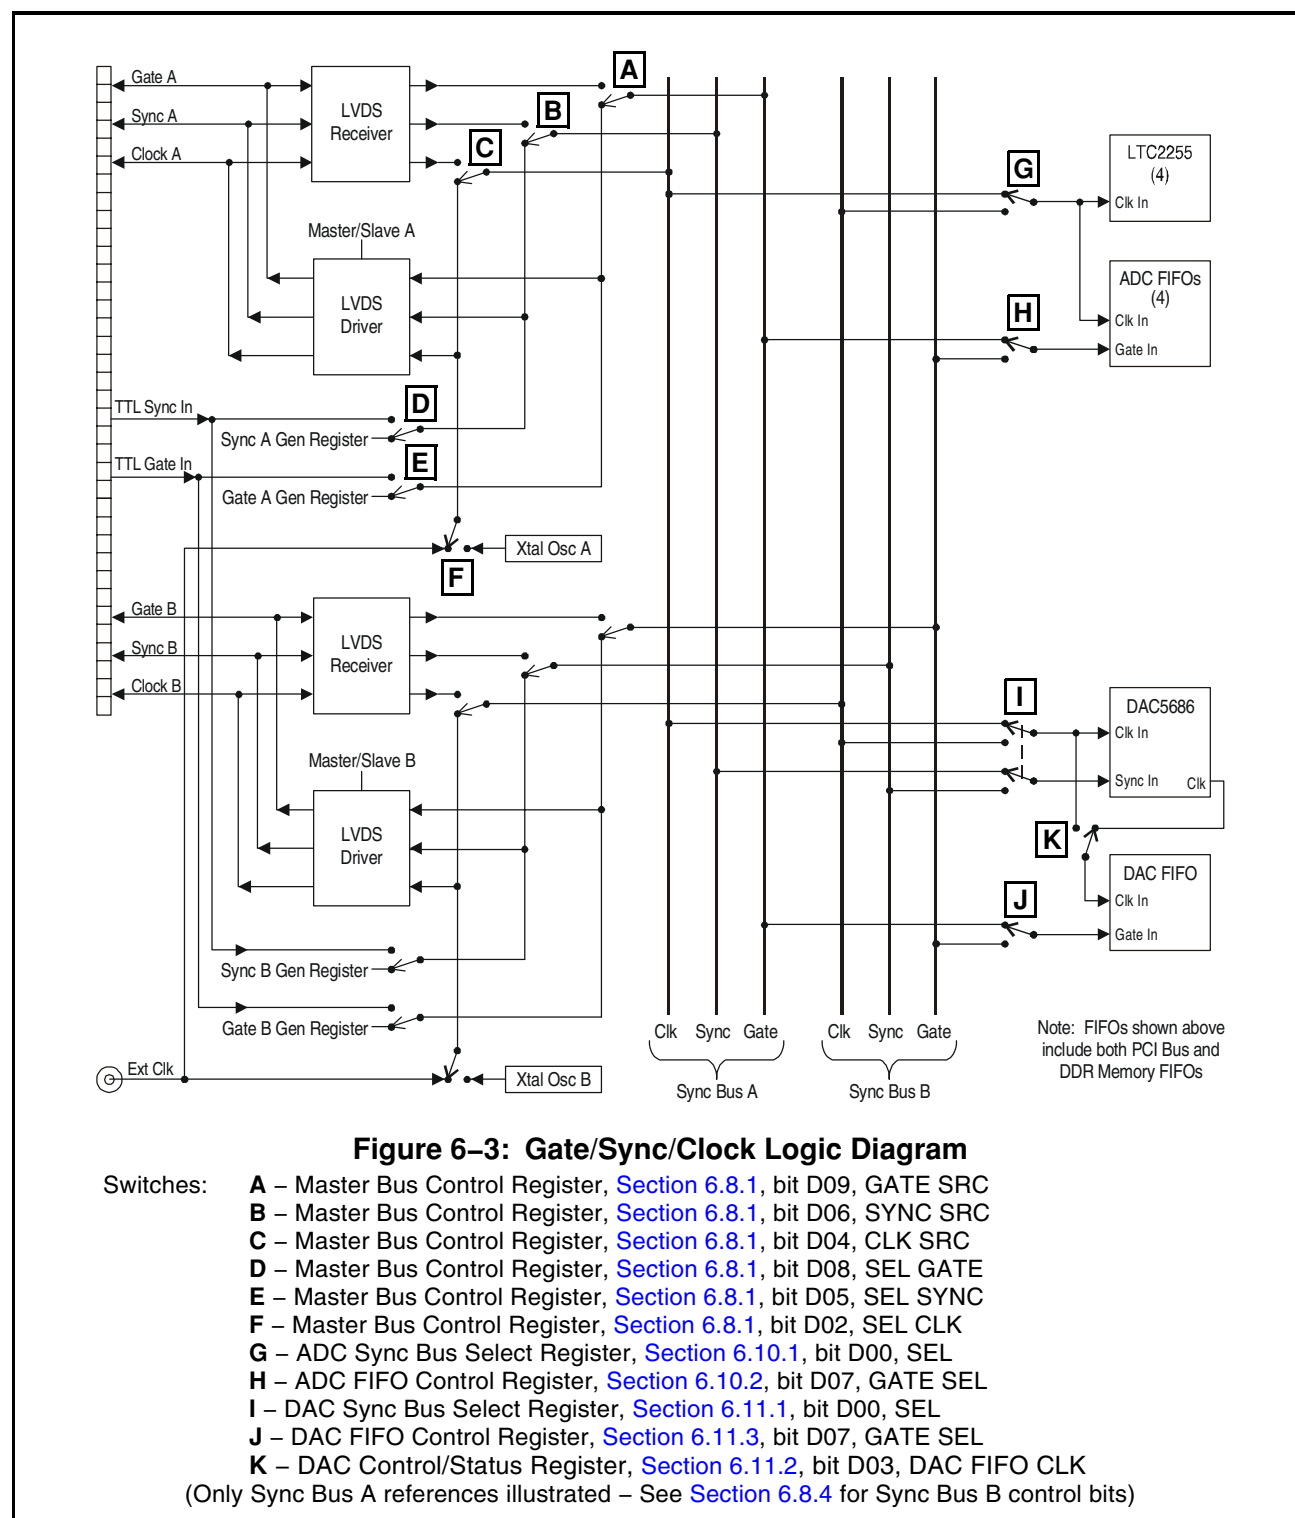 Gate A
Sync A
Clock A
LVDS
Receiver
A
B
C
Master/Slave A
LVDS
Driver
TTL Sync In
Sync A Gen Register
D
TTL Gate In
Gate A Gen Register
E
Xtal Osc A
F
G
LTC2255
(4)
Clk In
H
ADC FIFOs
(4)
Clk In
Gate In
Gate B
Sync B
Clock B
LVDS
Receiver
Master/Slave B
LVDS
Driver
Sync B Gen Register
Gate B Gen Register
Ext Clk
Xtal Osc B
I
DAC5686
Clk In
Sync In
Clk
K
DAC FIFO
Clk In
Gate In
J
Clk Sync Gate
Sync Bus A
Clk Sync Gate
Sync Bus B
Note: FIFOs shown above
include both PCI Bus and
DDR Memory FIFOs
Figure 6–3: Gate/Sync/Clock Logic Diagram
Switches: A – Master Bus Control Register, Section 6.8.1, bit D09, GATE SRC
B – Master Bus Control Register, Section 6.8.1, bit D06, SYNC SRC
C – Master Bus Control Register, Section 6.8.1, bit D04, CLK SRC
D – Master Bus Control Register, Section 6.8.1, bit D08, SEL GATE
E – Master Bus Control Register, Section 6.8.1, bit D05, SEL SYNC
F – Master Bus Control Register, Section 6.8.1, bit D02, SEL CLK
G – ADC Sync Bus Select Register, Section 6.10.1, bit D00, SEL
H – ADC FIFO Control Register, Section 6.10.2, bit D07, GATE SEL
I – DAC Sync Bus Select Register, Section 6.11.1, bit D00, SEL
J – DAC FIFO Control Register, Section 6.11.3, bit D07, GATE SEL
K – DAC Control/Status Register, Section 6.11.2, bit D03, DAC FIFO CLK
(Only Sync Bus A references illustrated – See Section 6.8.4 for Sync Bus B control bits)